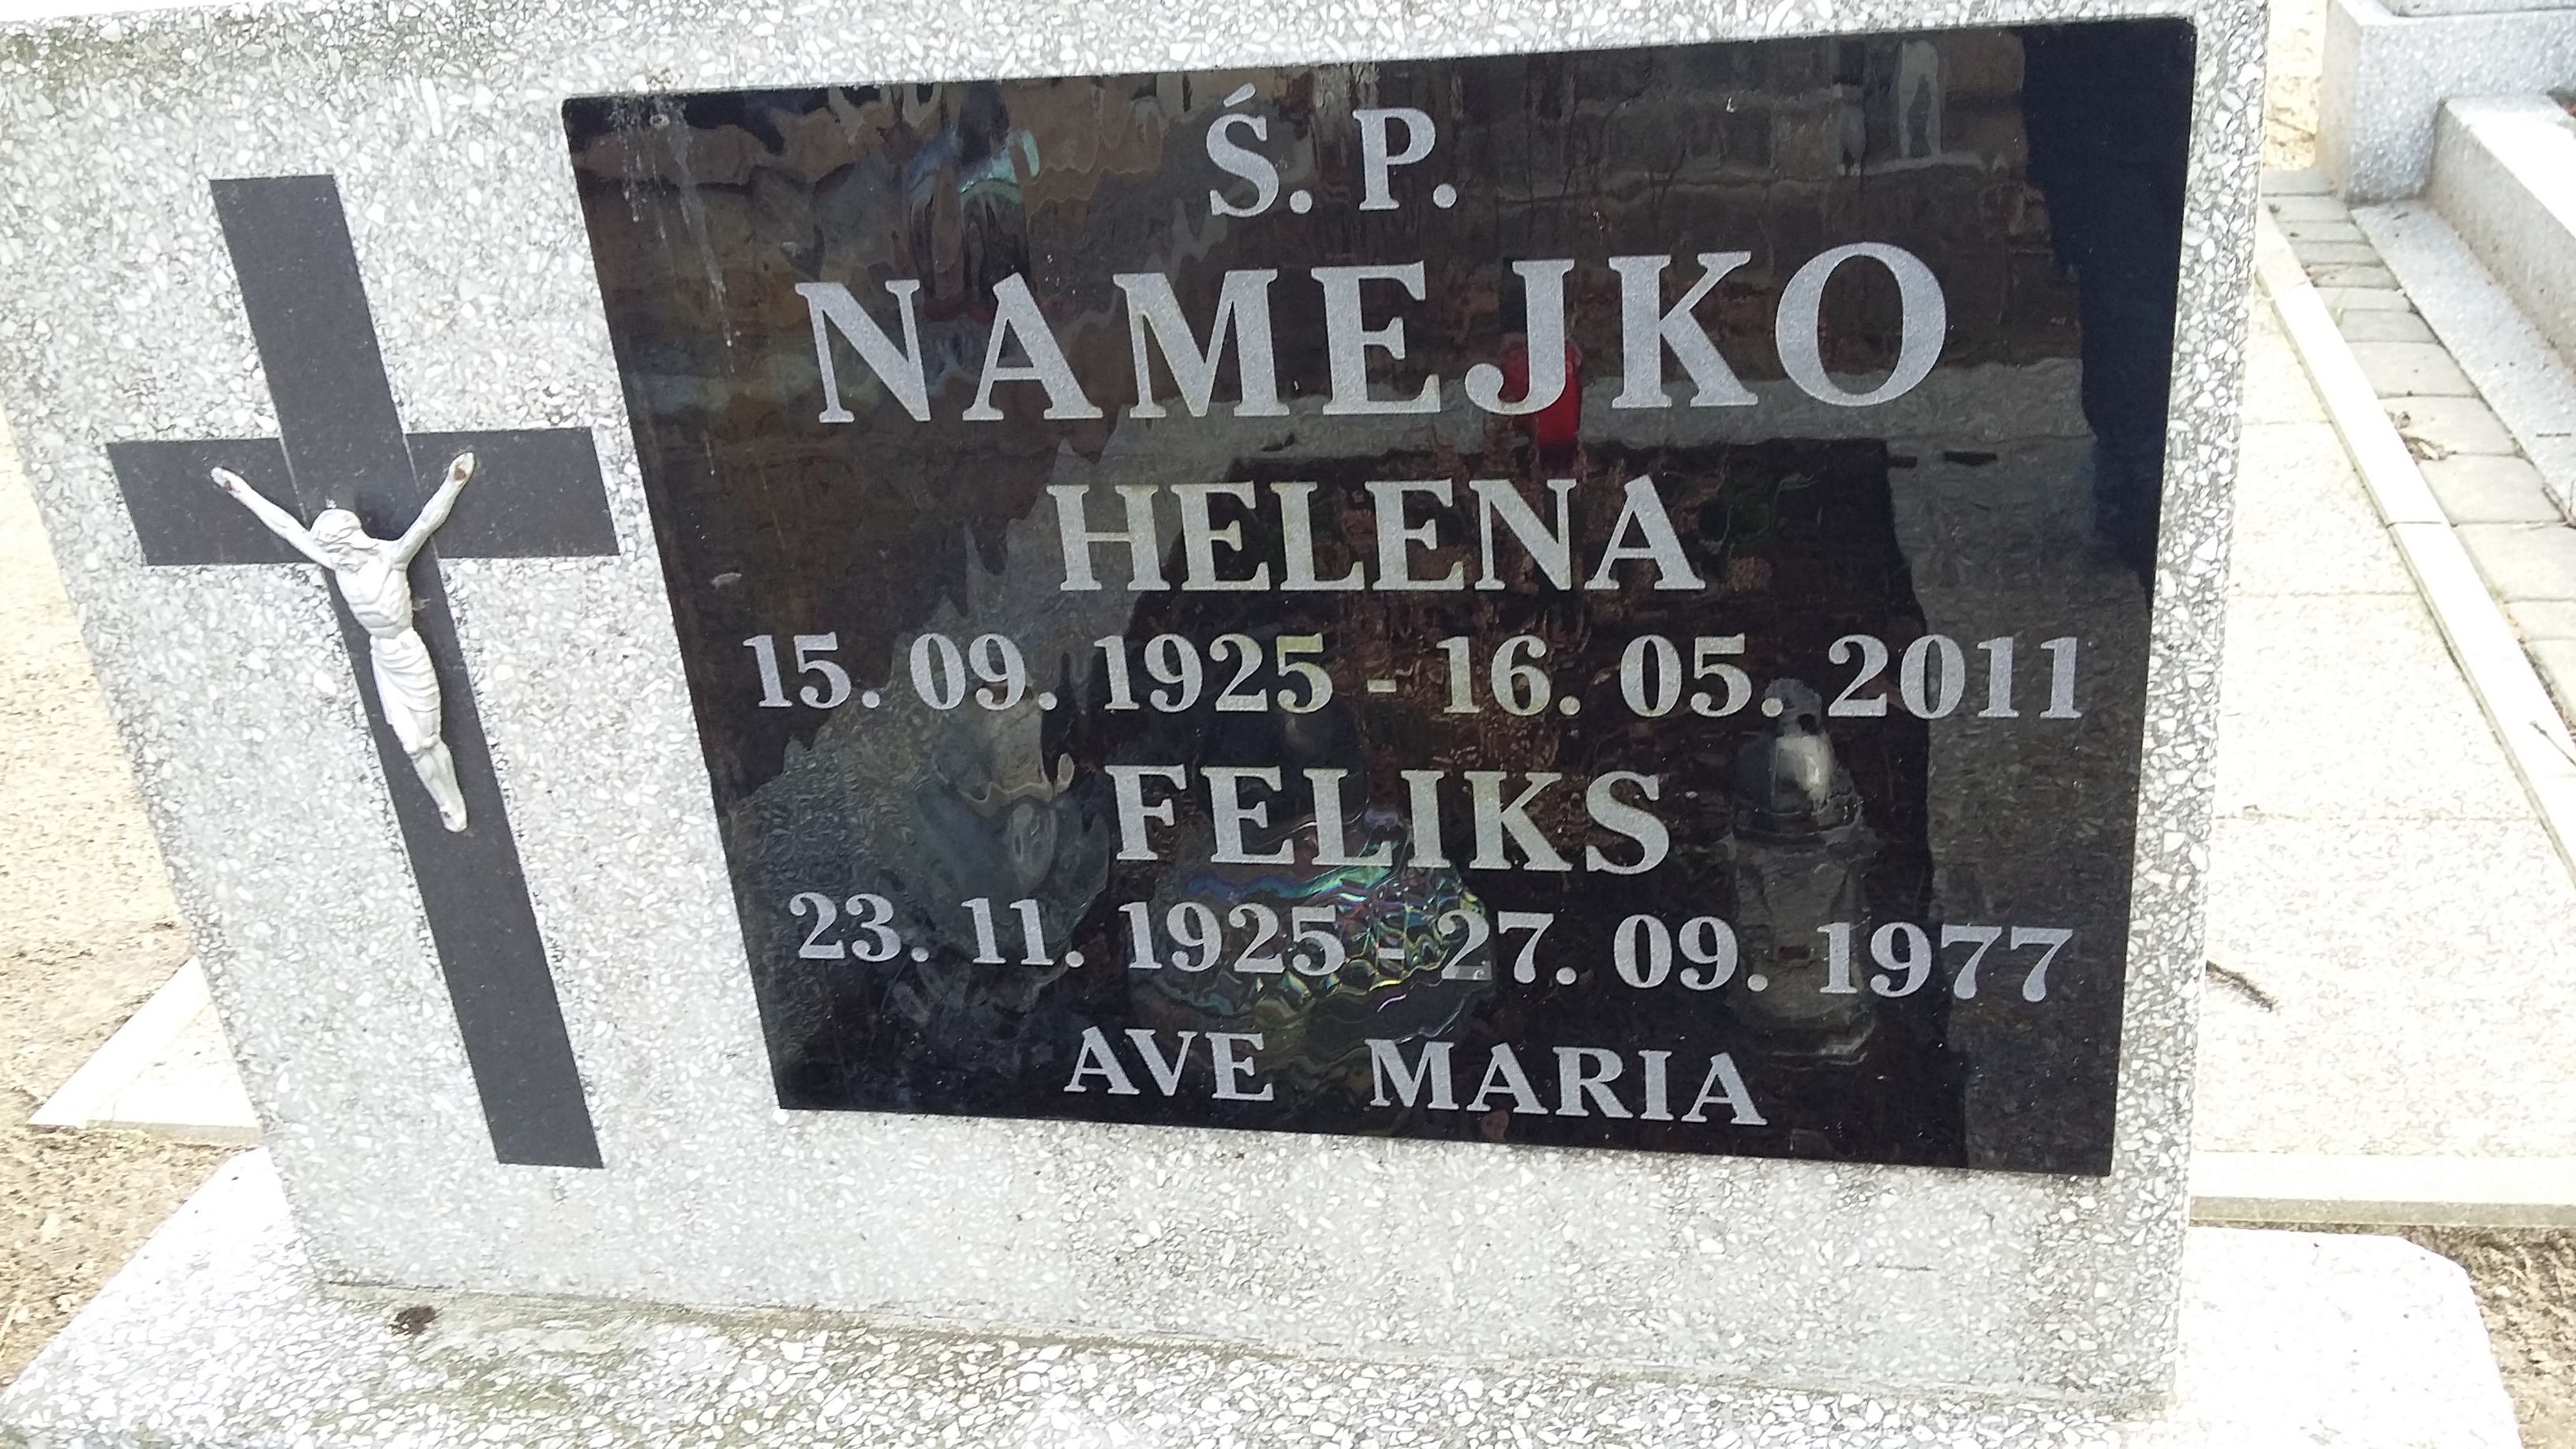 Ś. P.
NAMEJKO
HELENA
15. 09. 1925 - 16. 05. 2011
FELIKS
23. 11. 1925 - 27. 09. 1977
AVE MARIA